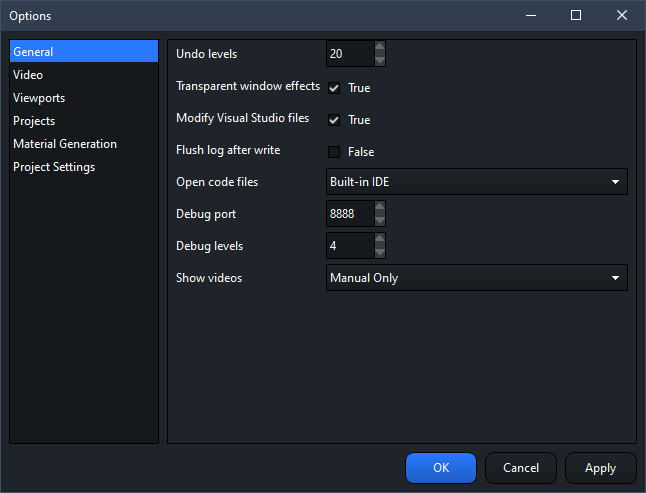 Options
General
Video
Viewports
Projects
Material Generation
Project Settings
Undo levels 20
Transparent window effects True
Modify Visual Studio files True
Flush log after write False
Open code files Built-in IDE
Debug port 8888
Debug levels 4
Show videos Manual Only
OK Cancel Apply